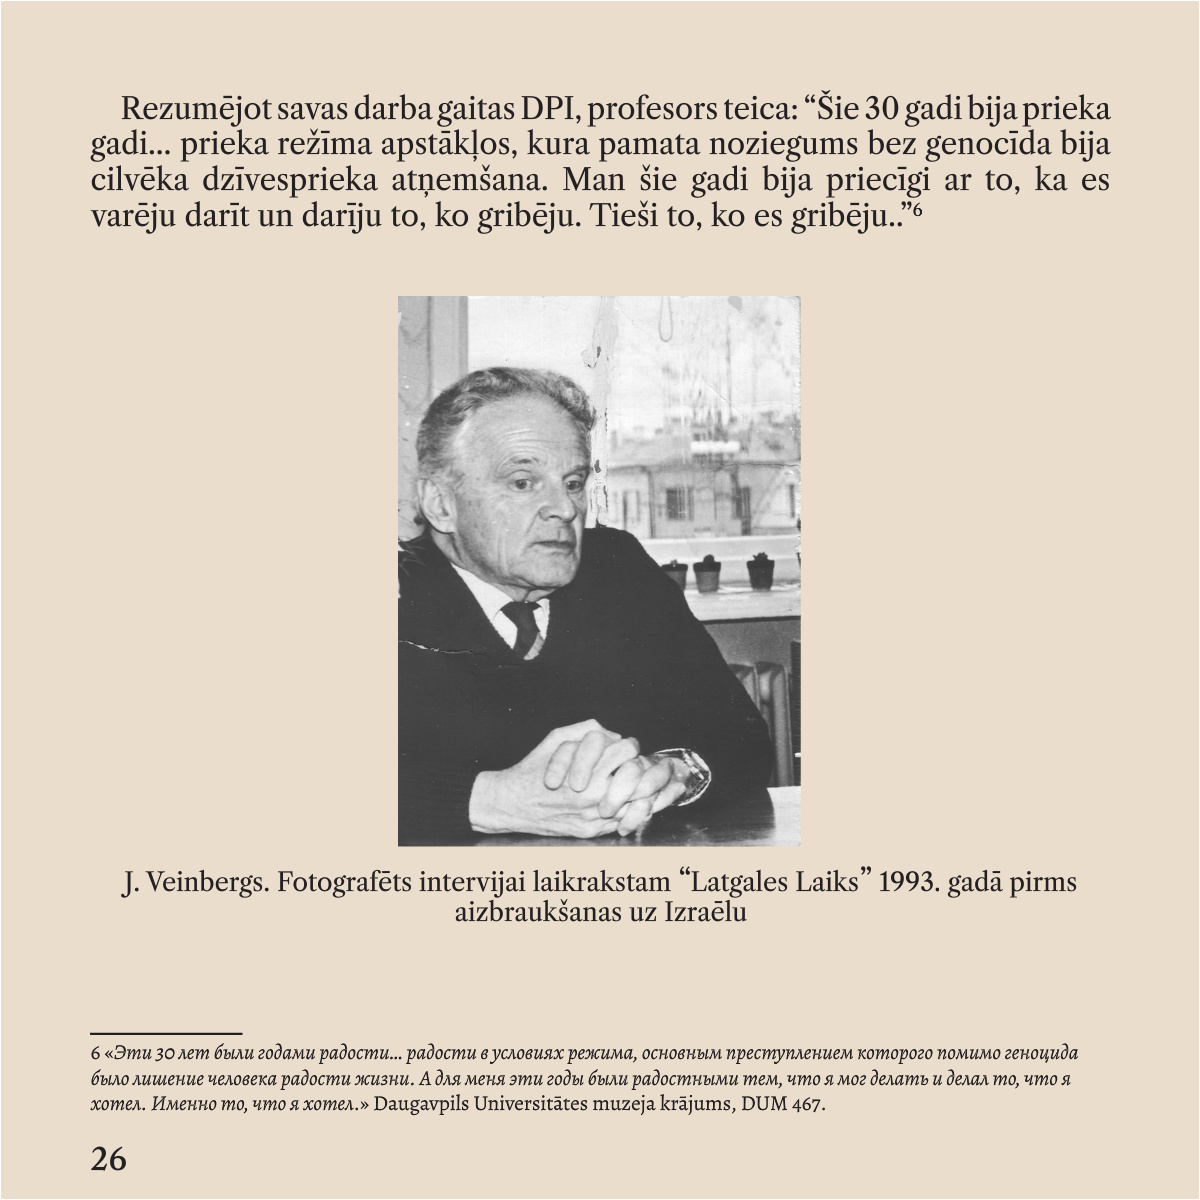 Rezumējot savas darba gaitas DPI, profesors teica: “Šie 30 gadi bija prieka
gadi... prieka režīma apstākļos, kura pamata noziegums bez genocīda bija
cilvēka dzīvesprieka atņemšana. Man šie gadi bija priecīgi ar to, ka es
varēju darīt un darīju to, ko gribēju. Tieši to, ko es gribēju..”⁶
J. Veinbergs. Fotografēts intervijai laikrakstam “Latgales Laiks” 1993. gadā pirms
aizbraukšanas uz Izraēlu
6 «Эти 30 лет были годами радости... радости в условиях режима, основным преступлением которого помимо геноцида
было лишение человека радости жизни. А для меня эти годы были радостными тем, что я мог делать и делал то, что я
хотел. Именно то, что я хотел.» Daugavpils Universitātes muzeja krājums, DUM 467.
26